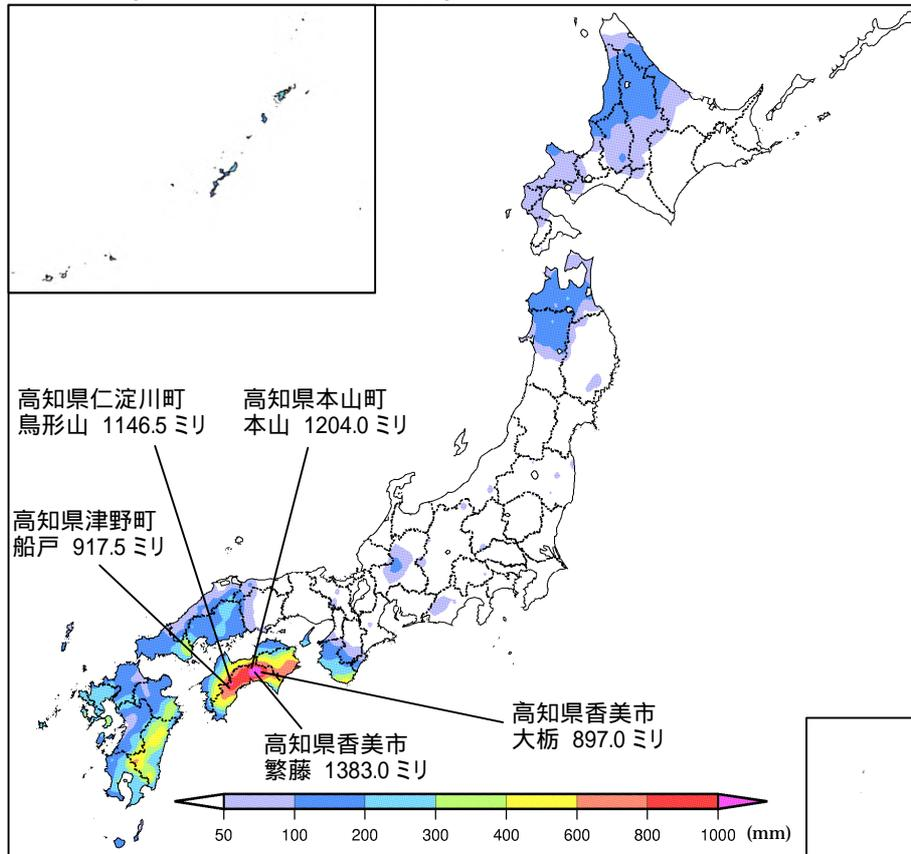 高知県仁淀川町
鳥形山 1146.5 ミリ
高知県本山町
本山 1204.0 ミリ
高知県津野町
船戸 917.5 ミリ
高知県香美市
大栃 897.0 ミリ
高知県香美市
繁藤 1383.0 ミリ
50 100 200 300 400 600 800 1000 (mm)